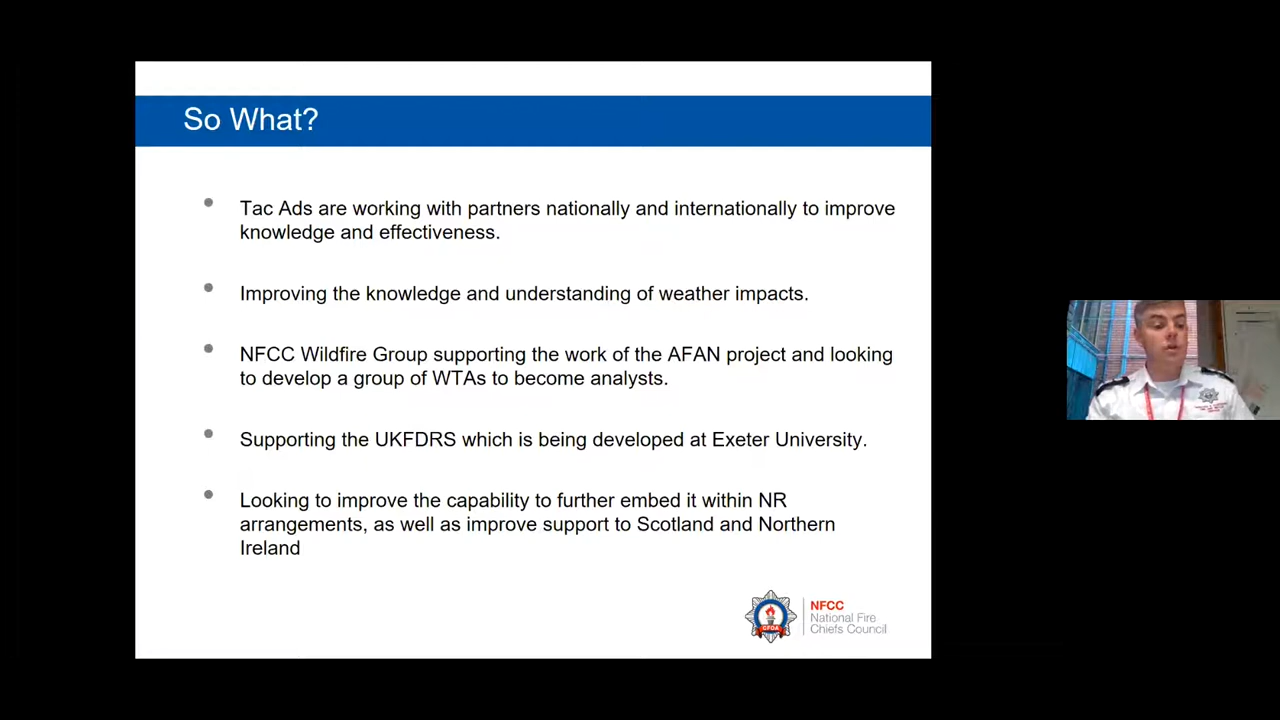 So What?
Tac Ads are working with partners nationally and internationally to improve
knowledge and effectiveness.
Improving the knowledge and understanding of weather impacts.
NFCC Wildfire Group supporting the work of the AFAN project and looking
to develop a group of WTAs to become analysts.
Supporting the UKFDRS which is being developed at Exeter University.
Looking to improve the capability to further embed it within NR
arrangements, as well as improve support to Scotland and Northern
Ireland
CFOA
NFCC
National Fire
Chiefs Council